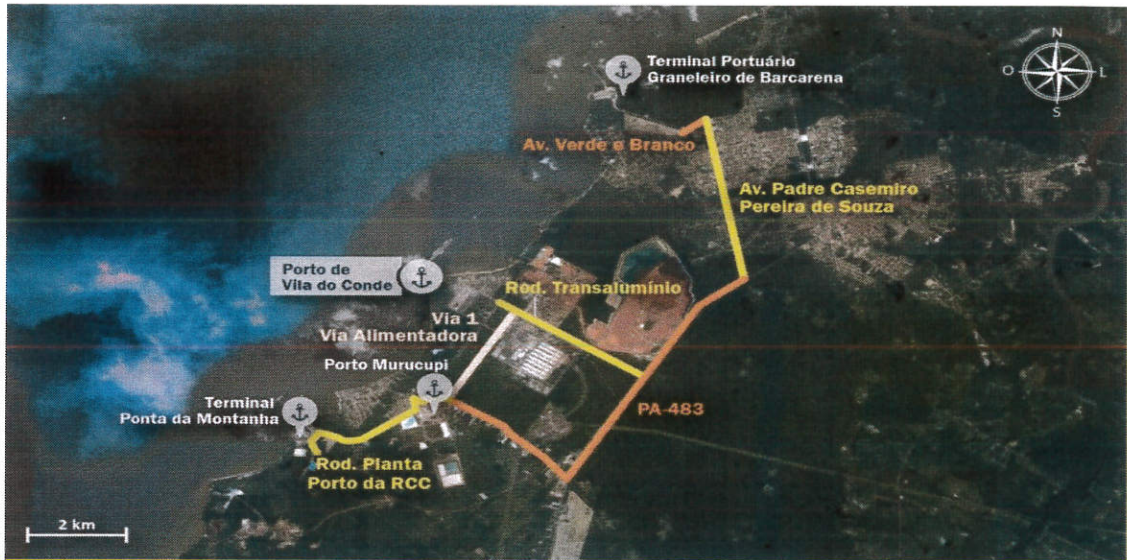 Terminal Portuário
Graneleiro de Barcarena
N
O
L
S
Av. Verde e Branco
Av. Padre Casemiro
Pereira de Souza
Porto de
Vila do Conde
Rod. Transalumínio
Via 1
Via Alimentadora
Porto Murucupi
Terminal
Ponta da Montanha
PA-483
Rod. Planta
Porto da RCC
2 km